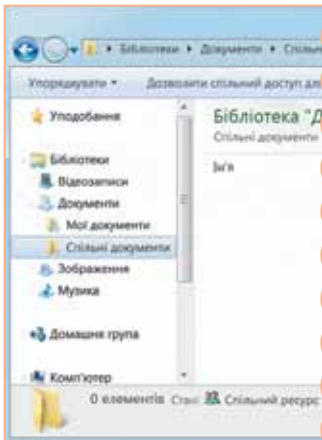 Бібліотеки ▸ Документи ▸ Спільн
Упорядкувати Дозволити спільний доступ для
Уподобання
Бібліотеки
Відеозаписи
Документи
Мої документи
Спільні документи
Зображення
Музика
Домашня група
Комп'ютер
Бібліотека "Д
Спільні документи
Ім'я
0 елементів Стан: Спільний ресурс